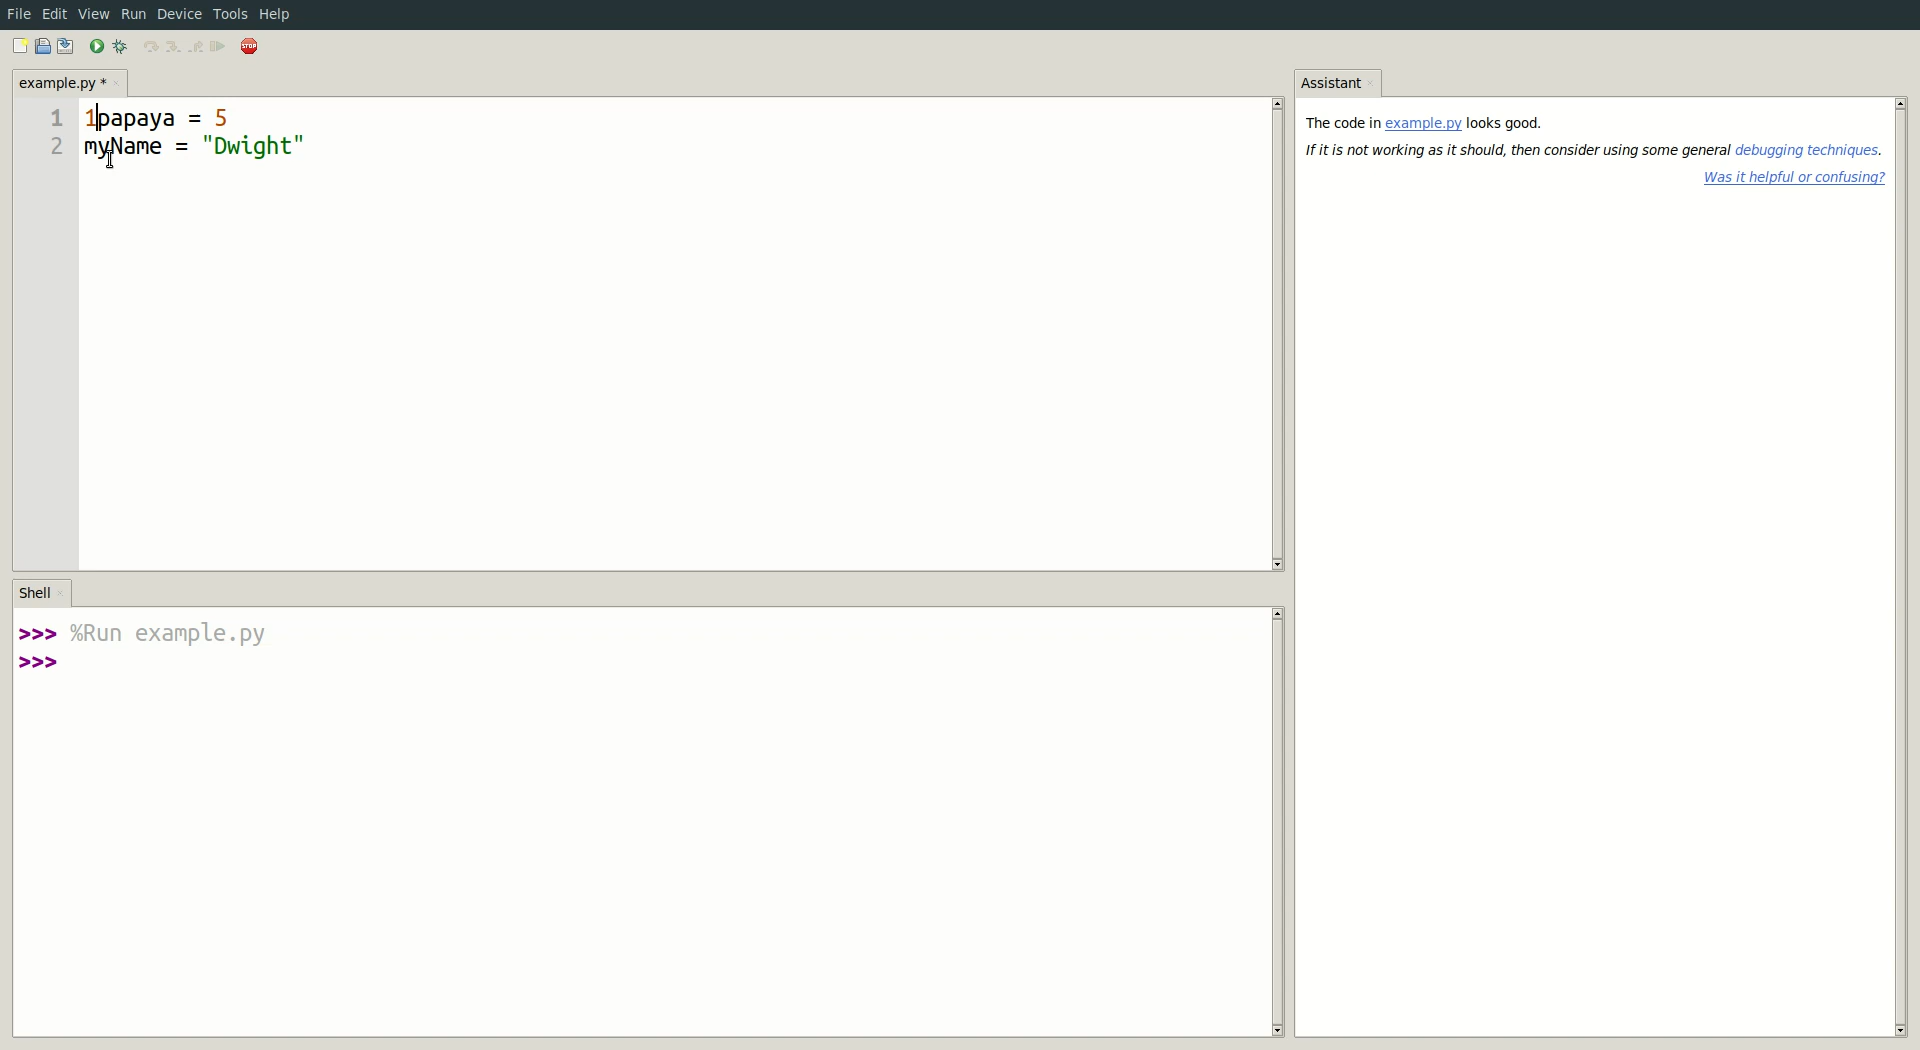 File Edit View Run Device Tools Help
STOP
example.py *
1 1papaya = 5
2 myName = "Dwight"
Shell
>>> %Run example.py
>>>
Assistant
The code in example.py looks good.
If it is not working as it should, then consider using some general debugging techniques.
Was it helpful or confusing?